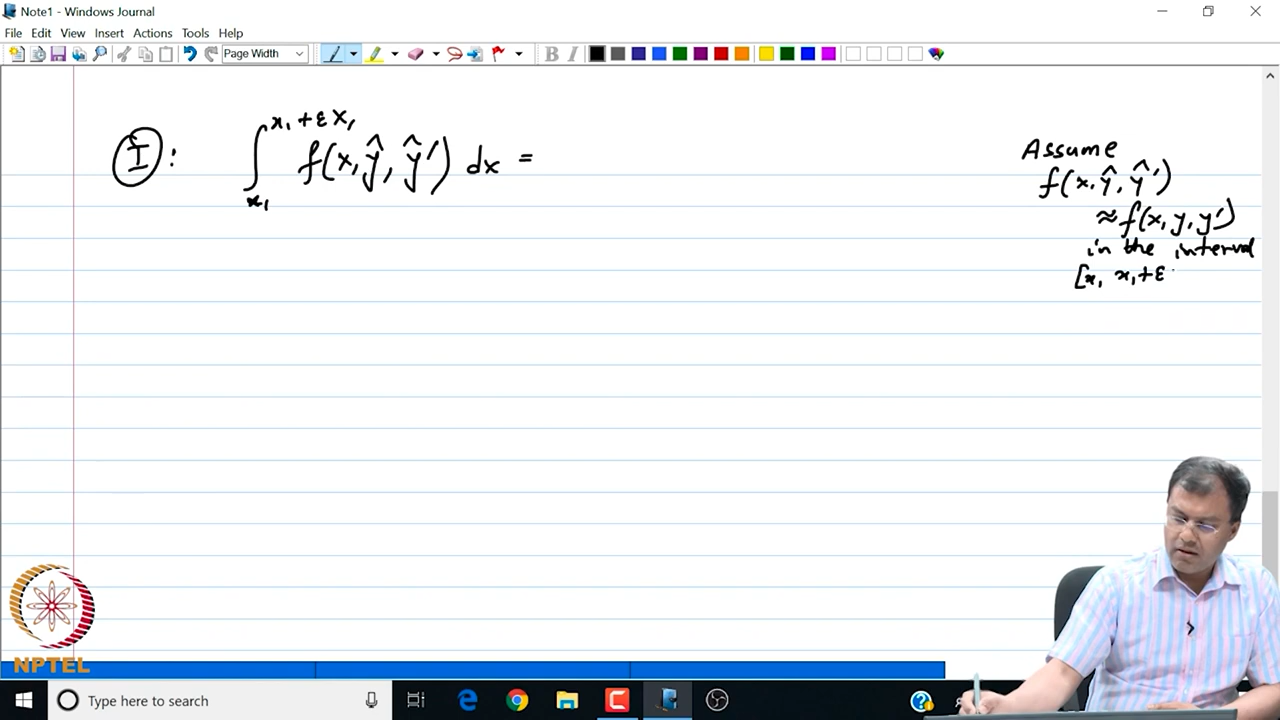 Note1 - Windows Journal
File Edit View Insert Actions Tools Help
Page Width
B I
I : ∫_{x₁}^{x₁+εX₁} f(x, ŷ, ŷ') dx =
Assume
f(x, ŷ, ŷ')
≈ f(x, y, y')
in the interval
[x₁ x₁+ε
NPTEL
Type here to search